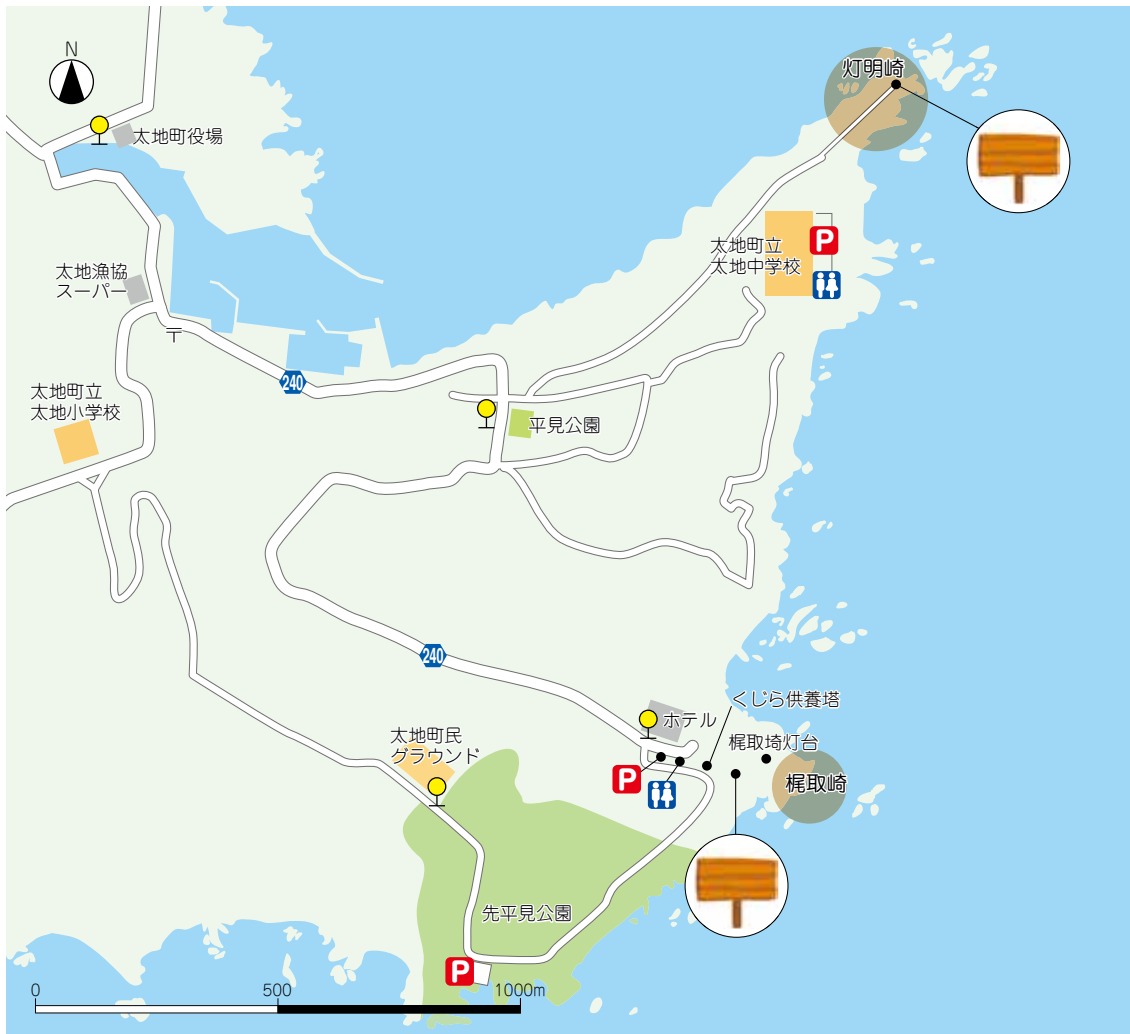 N
灯明崎
太地町役場
太地町立
太地中学校
P
太地漁協
スーパー
〒
240
太地町立
太地小学校
平見公園
240
くじら供養塔
ホテル
太地町民
グラウンド
梶取埼灯台
P
梶取崎
先平見公園
P
0 500 1000m